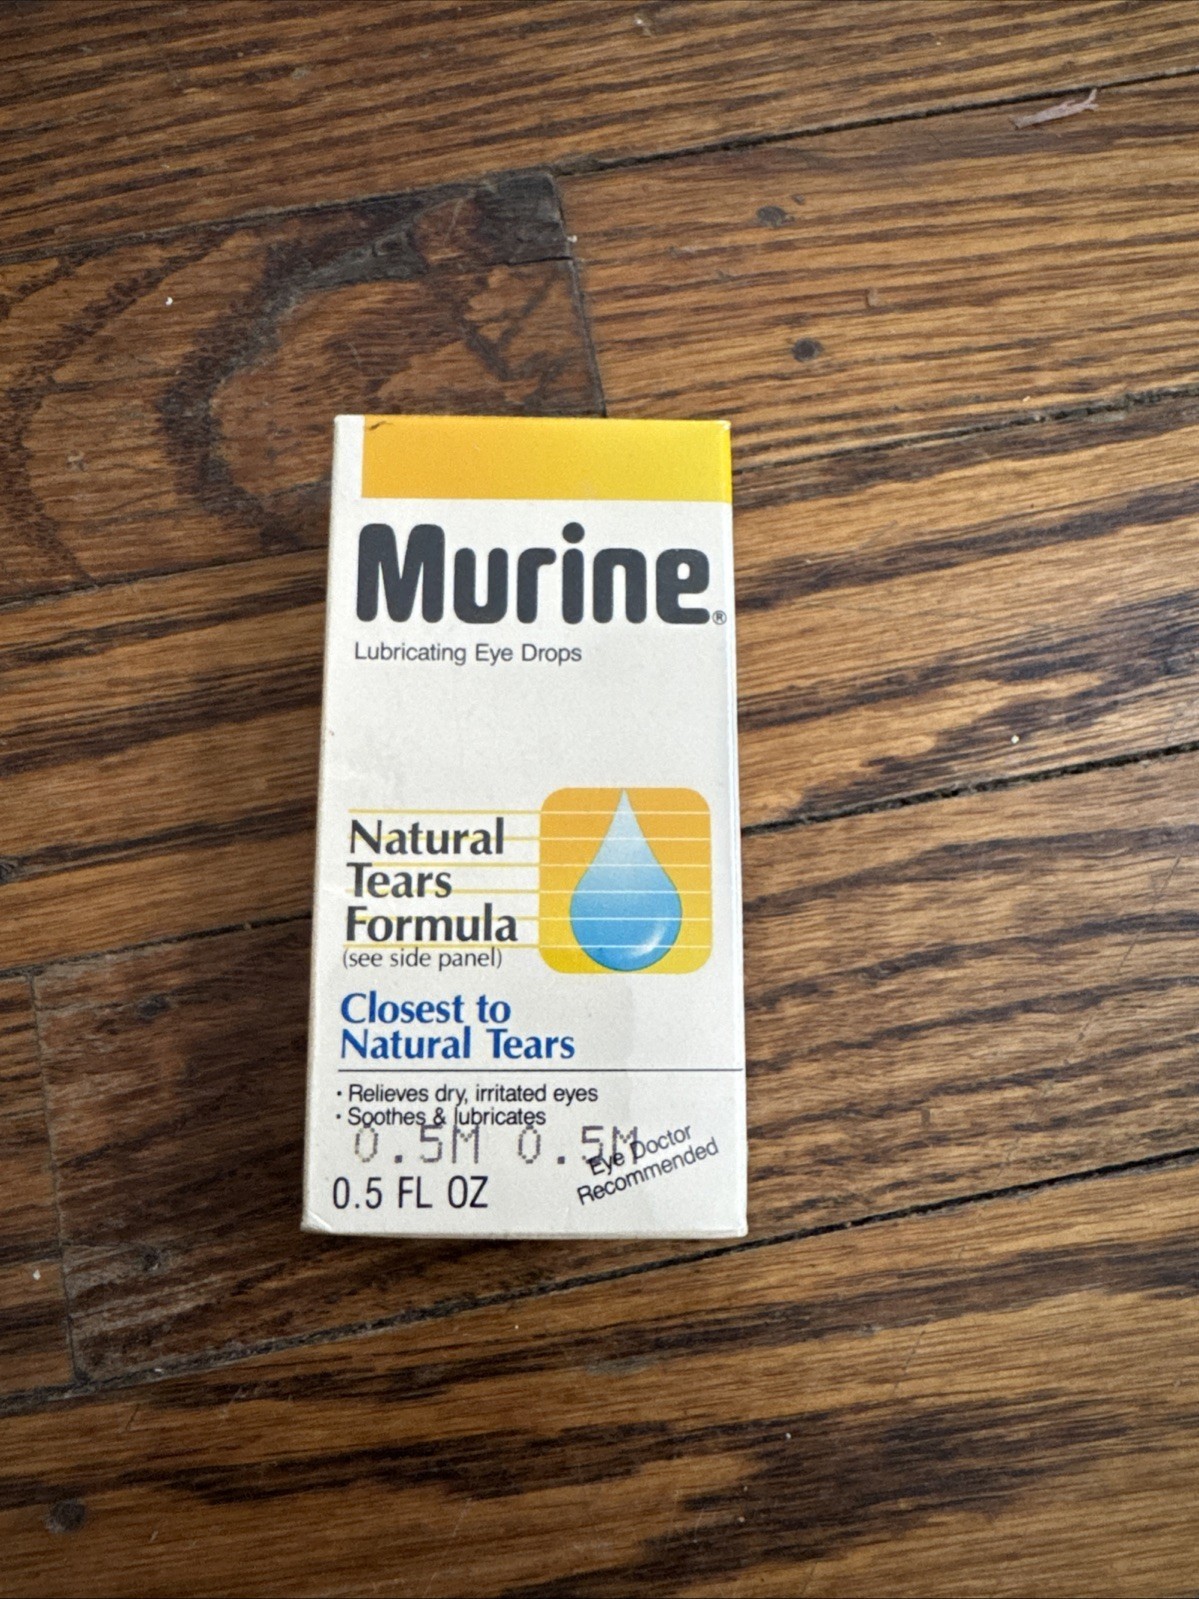 Murine®
Lubricating Eye Drops
Natural
Tears
Formula
(see side panel)
Closest to
Natural Tears
· Relieves dry, irritated eyes
· Soothes & lubricates
0.5M 0.5M
Eye Doctor
Recommended
0.5 FL OZ